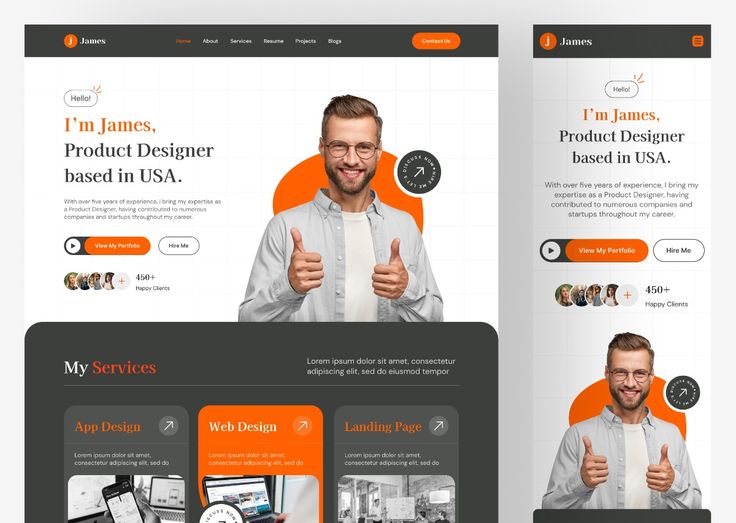 j James
Home About Services Resume Projects Blogs
Contact Us
Hello!
I'm James,
Product Designer
based in USA.
With over five years of experience, I bring my expertise as
a Product Designer, having contributed to numerous
companies and startups throughout my career.
View My Portfolio
Hire Me
450+
Happy Clients
DISCUSS NOW
My Services
Lorem ipsum dolor sit amet, consectetur
adipiscing elit, sed do eiusmod tempor
App Design
Lorem ipsum dolor sit amet,
consectetur adipiscing elit, sed do
Web Design
Lorem ipsum dolor sit amet,
consectetur adipiscing elit, sed do
Landing Page
Lorem ipsum dolor sit amet,
consectetur adipiscing elit, sed do
DISCUSS NOW
j James
Hello!
I'm James,
Product Designer
based in USA.
With over five years of experience, I bring my
expertise as a Product Designer, having
contributed to numerous companies and
startups throughout my career.
View My Portfolio
Hire Me
450+
Happy Clients
DISCUSS NOW